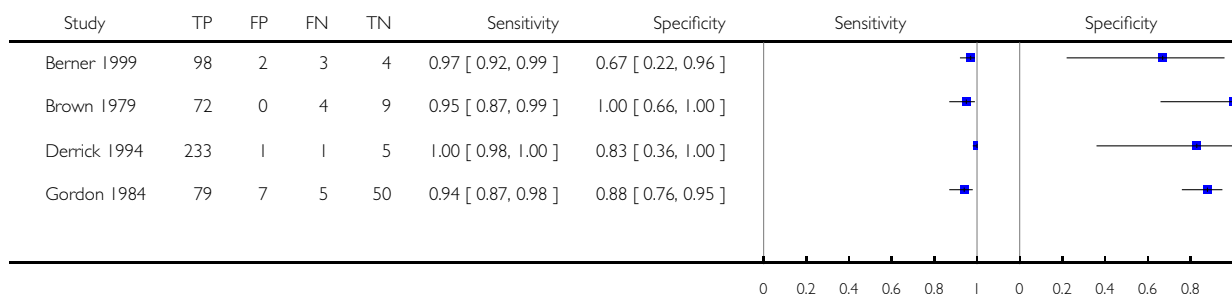 Study TP FP FN TN Sensitivity Specificity Sensitivity Specificity
Berner 1999 98 2 3 4 0.97 [ 0.92, 0.99 ] 0.67 [ 0.22, 0.96 ]
Brown 1979 72 0 4 9 0.95 [ 0.87, 0.99 ] 1.00 [ 0.66, 1.00 ]
Derrick 1994 233 1 1 5 1.00 [ 0.98, 1.00 ] 0.83 [ 0.36, 1.00 ]
Gordon 1984 79 7 5 50 0.94 [ 0.87, 0.98 ] 0.88 [ 0.76, 0.95 ]
0 0.2 0.4 0.6 0.8 1 0 0.2 0.4 0.6 0.8